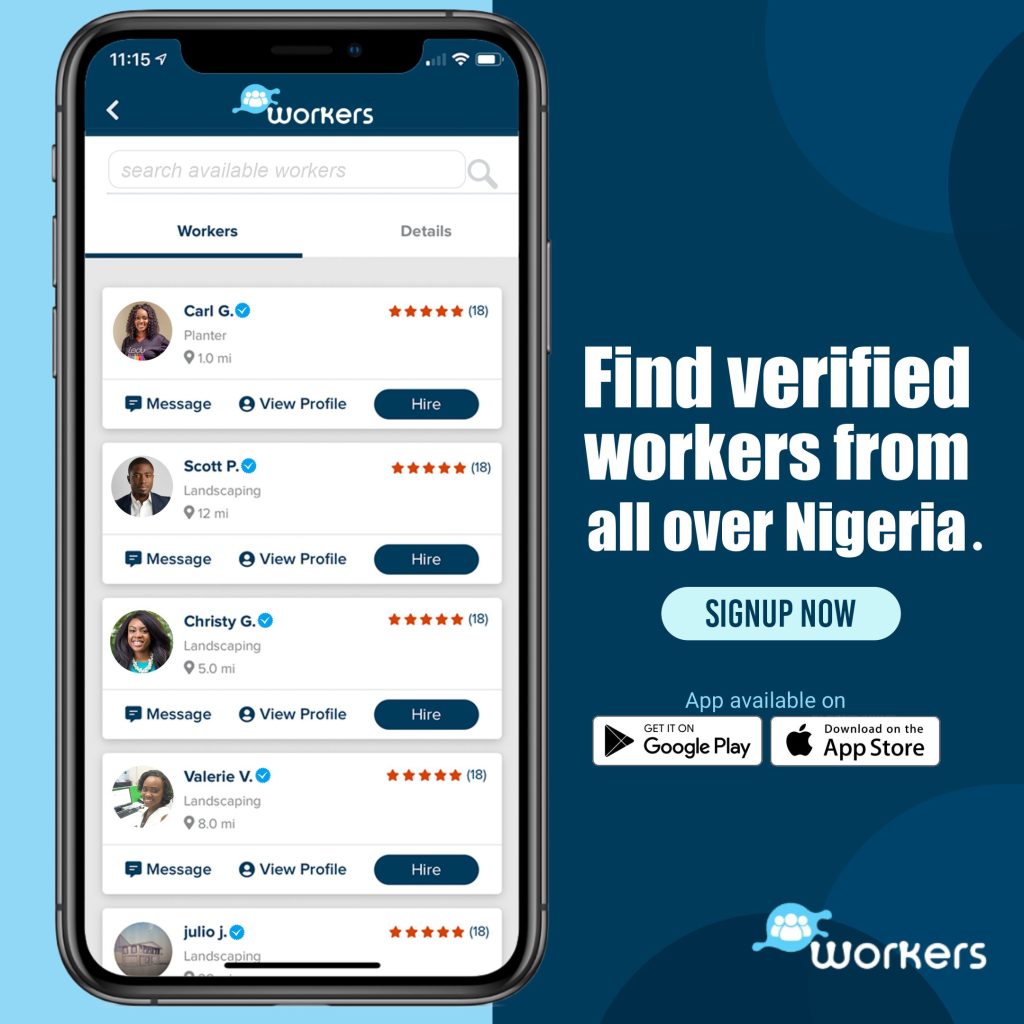 11:15
workers
search available workers
Workers
Details
Carl G.
(18)
Planter
1.0 mi
Message
View Profile
Hire
Scott P.
(18)
Landscaping
12 mi
Message
View Profile
Hire
Christy G.
(18)
Landscaping
5.0 mi
Message
View Profile
Hire
Valerie V.
(18)
Landscaping
8.0 mi
Message
View Profile
Hire
julio j.
(18)
Landscaping
Find verified
workers from
all over Nigeria.
SIGNUP NOW
App available on
GET IT ON
Google Play
Download on the
App Store
workers